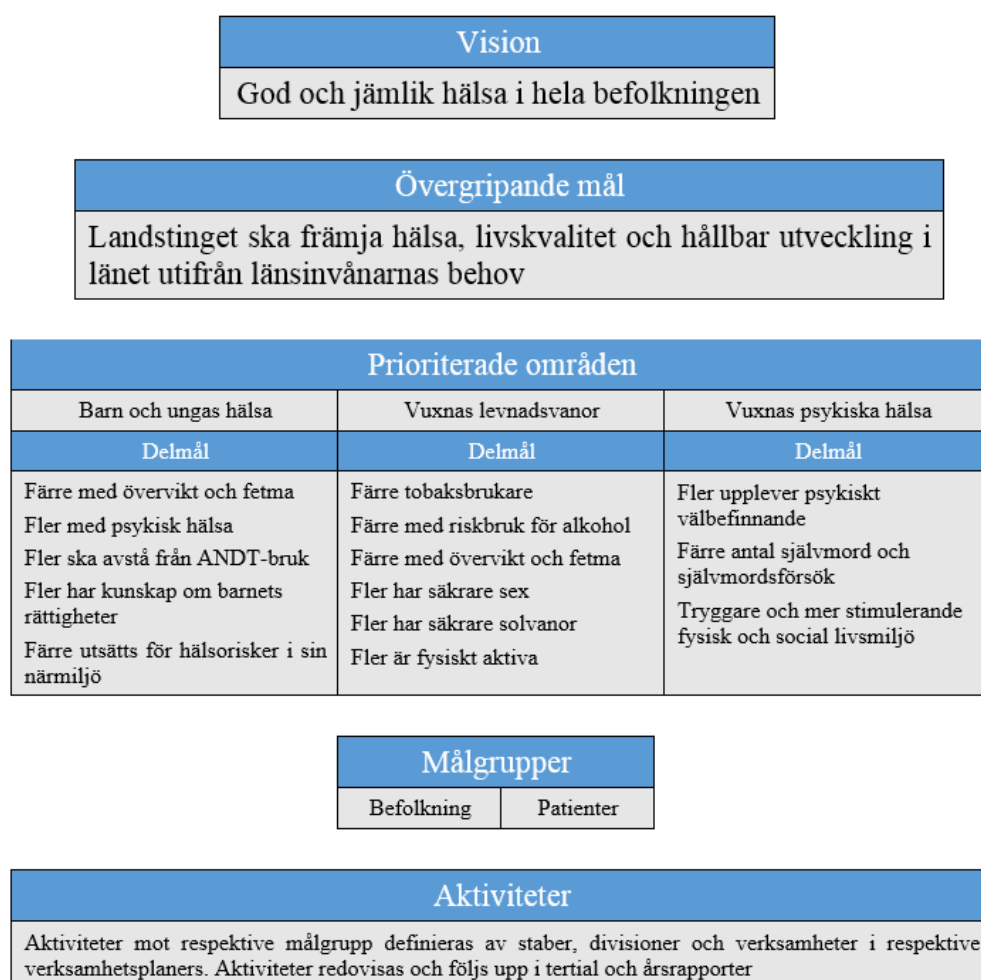 Vision
God och jämlik hälsa i hela befolkningen
Övergripande mål
Landstinget ska främja hälsa, livskvalitet och hållbar utveckling i
länet utifrån länsinvånarnas behov
Prioriterade områden
Barn och ungas hälsa
Delmål
Färre med övervikt och fetma
Fler med psykisk hälsa
Fler ska avstå från ANDT-bruk
Fler har kunskap om barnets
rättigheter
Färre utsätts för hälsorisker i sin
närmiljö
Vuxnas levnadsvanor
Delmål
Färre tobaksbrukare
Färre med riskbruk för alkohol
Färre med övervikt och fetma
Fler har säkrare sex
Fler har säkrare solvanor
Fler är fysiskt aktiva
Vuxnas psykiska hälsa
Delmål
Fler upplever psykiskt
välbefinnande
Färre antal självmord och
självmordsförsök
Tryggare och mer stimulerande
fysisk och social livsmiljö
Målgrupper
Befolkning
Patienter
Aktiviteter
Aktiviteter mot respektive målgrupp definieras av staber, divisioner och verksamheter i respektive
verksamhetsplaners. Aktiviteter redovisas och följs upp i tertial och årsrapporter